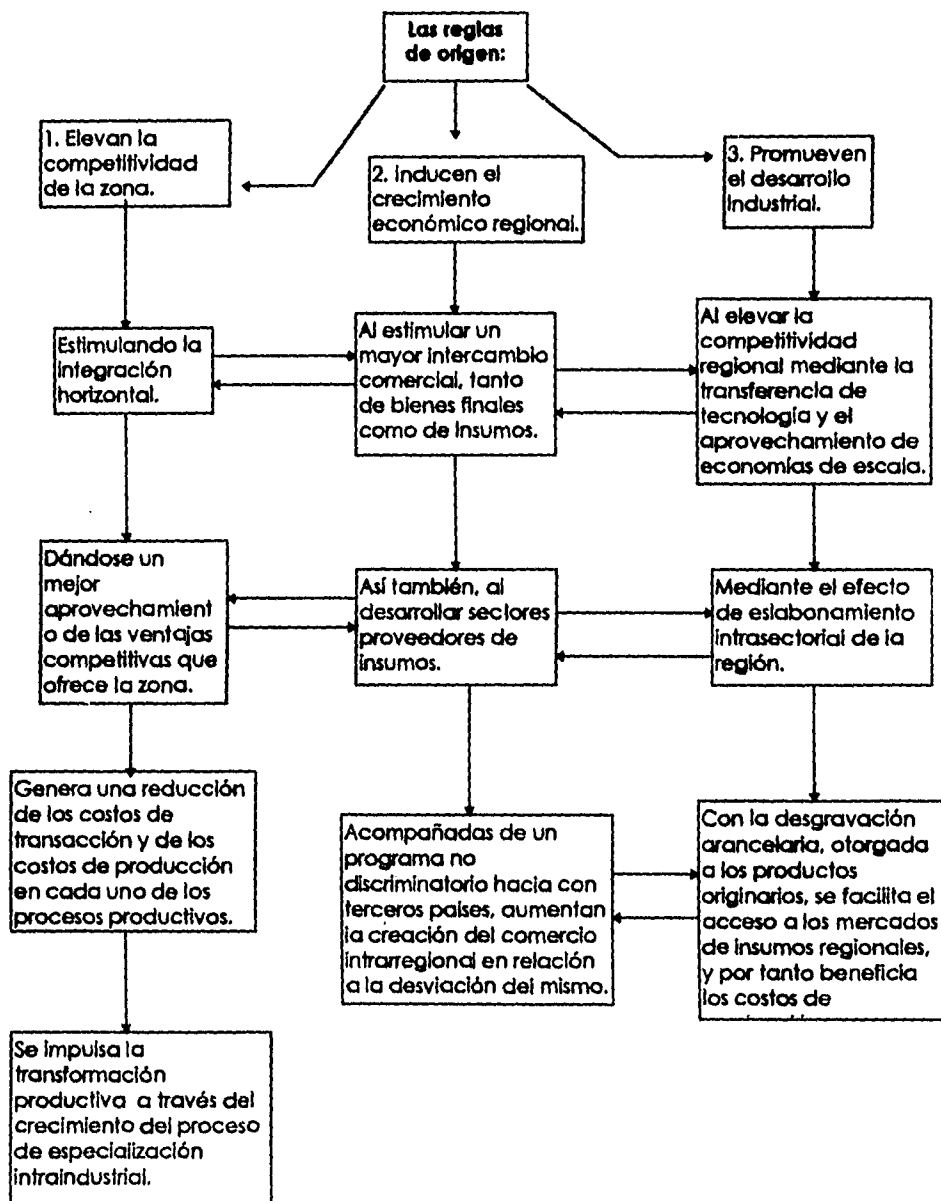 Las reglas
de origen:
1. Elevan la
competitividad
de la zona.
2. Inducen el
crecimiento
económico regional.
3. Promueven
el desarrollo
Industrial.
Estimulando la
integración
horizontal.
Al estimular un
mayor intercambio
comercial, tanto
de bienes finales
como de insumos.
Al elevar la
competitividad
regional mediante la
transferencia de
tecnología y el
aprovechamiento de
economías de escala.
Dándose un
mejor
aprovechamient
o de las ventajas
competitivas que
ofrece la zona.
Así también, al
desarrollar sectores
proveedores de
insumos.
Mediante el efecto
de eslabonamiento
intrasectorial de la
región.
Genera una reducción
de los costos de
transacción y de los
costos de producción
en cada uno de los
procesos productivos.
Acompañadas de un
programa no
discriminatorio hacia con
terceros países, aumentan
la creación del comercio
intrarregional en relación
a la desviación del mismo.
Con la desgravación
arancelaria, otorgada
a los productos
originarios, se facilita el
acceso a los mercados
de insumos regionales,
y por tanto beneficia
los costos de
Se impulsa la
transformación
productiva a través del
crecimiento del proceso
de especialización
intraindustrial.